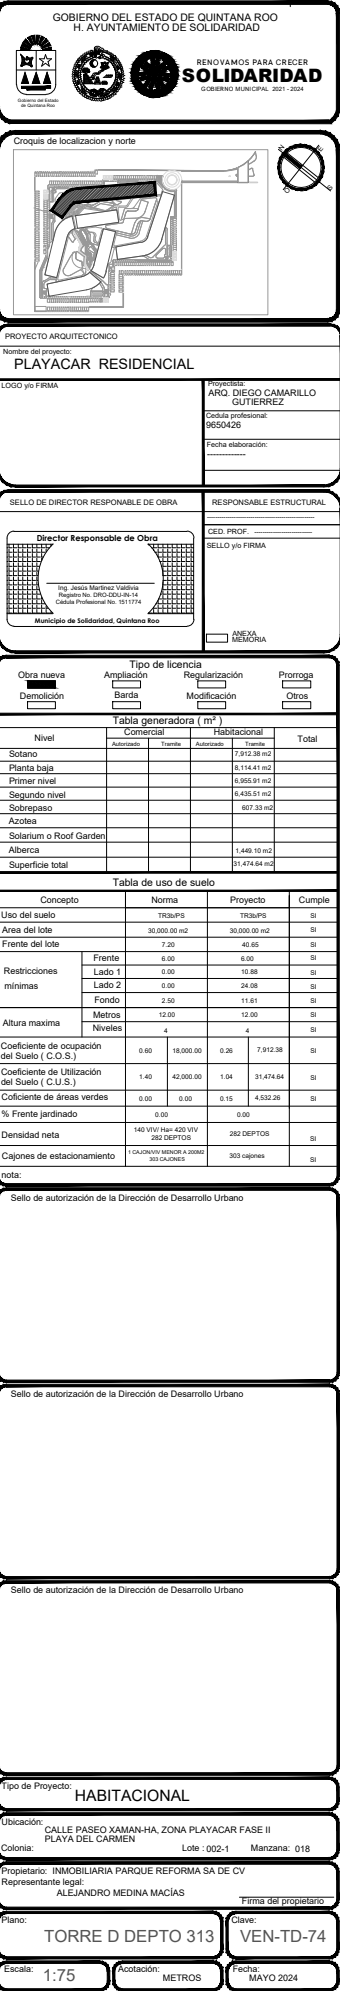 GOBIERNO DEL ESTADO DE QUINTANA ROO
H. AYUNTAMIENTO DE SOLIDARIDAD
Gobierno del Estado
de Quintana Roo
RENOVAMOS PARA CRECER
SOLIDARIDAD
GOBIERNO MUNICIPAL 2021 - 2024
Croquis de localizacion y norte
PROYECTO ARQUITECTONICO
Nombre del proyecto:
PLAYACAR RESIDENCIAL
LOGO y/o FIRMA
Proyectista:
ARQ. DIEGO CAMARILLO
GUTIERREZ
Cedula profesional:
9650426
Fecha elaboración:
-------------
SELLO DE DIRECTOR RESPONABLE DE OBRA
RESPONSABLE ESTRUCTURAL
CED. PROF. --------------------------
SELLO y/o FIRMA
Director Responsable de Obra
Ing. Jesús Martínez Valdivia
Registro No. DRO-DDU-IN-14
Cédula Profesional No. 1511774
Municipio de Solidaridad, Quintana Roo
ANEXA
MEMORIA
Tipo de licencia
Obra nueva Ampliación Regularización Prorroga
Demolición Barda Modificación Otros
Tabla generadora ( m² )
Nivel Comercial Habitacional Total
Autorizado Tramite Autorizado Tramite
Sotano 7,912.38 m2
Planta baja 8,114.41 m2
Primer nivel 6,955.91 m2
Segundo nivel 6,435.51 m2
Sobrepaso 607.33 m2
Azotea
Solarium o Roof Garden
Alberca 1,449.10 m2
Superficie total 31,474.64 m2
Tabla de uso de suelo
Concepto Norma Proyecto Cumple
Uso del suelo TR3b/PS TR3b/PS SI
Area del lote 30,000.00 m2 30,000.00 m2 SI
Frente del lote 7.20 40.65 SI
Restricciones mínimas
Frente 6.00 6.00 SI
Lado 1 0.00 10.88 SI
Lado 2 0.00 24.08 SI
Fondo 2.50 11.61 SI
Altura maxima
Metros 12.00 12.00 SI
Niveles 4 4 SI
Coeficiente de ocupación
del Suelo ( C.O.S.) 0.60 18,000.00 0.26 7,912.38 SI
Coeficiente de Utilización
del Suelo ( C.U.S.) 1.40 42,000.00 1.04 31,474.64 SI
Coficiente de áreas verdes 0.00 0.00 0.15 4,532.26 SI
% Frente jardinado 0.00 0.00
Densidad neta 140 VIV/ Ha= 420 VIV
282 DEPTOS 282 DEPTOS SI
Cajones de estacionamiento 1 CAJON/VIV MENOR A 200M2
303 CAJONES 303 cajones SI
nota:
Sello de autorización de la Dirección de Desarrollo Urbano
Sello de autorización de la Dirección de Desarrollo Urbano
Sello de autorización de la Dirección de Desarrollo Urbano
Tipo de Proyecto:
HABITACIONAL
Ubicación:
CALLE PASEO XAMAN-HA, ZONA PLAYACAR FASE II
PLAYA DEL CARMEN
Colonia: Lote : 002-1 Manzana: 018
Propietario: INMOBILIARIA PARQUE REFORMA SA DE CV
Representante legal:
ALEJANDRO MEDINA MACÍAS
Firma del propietario
Plano:
TORRE D DEPTO 313
Clave:
VEN-TD-74
Escala: 1:75
Acotación:
METROS
Fecha:
MAYO 2024